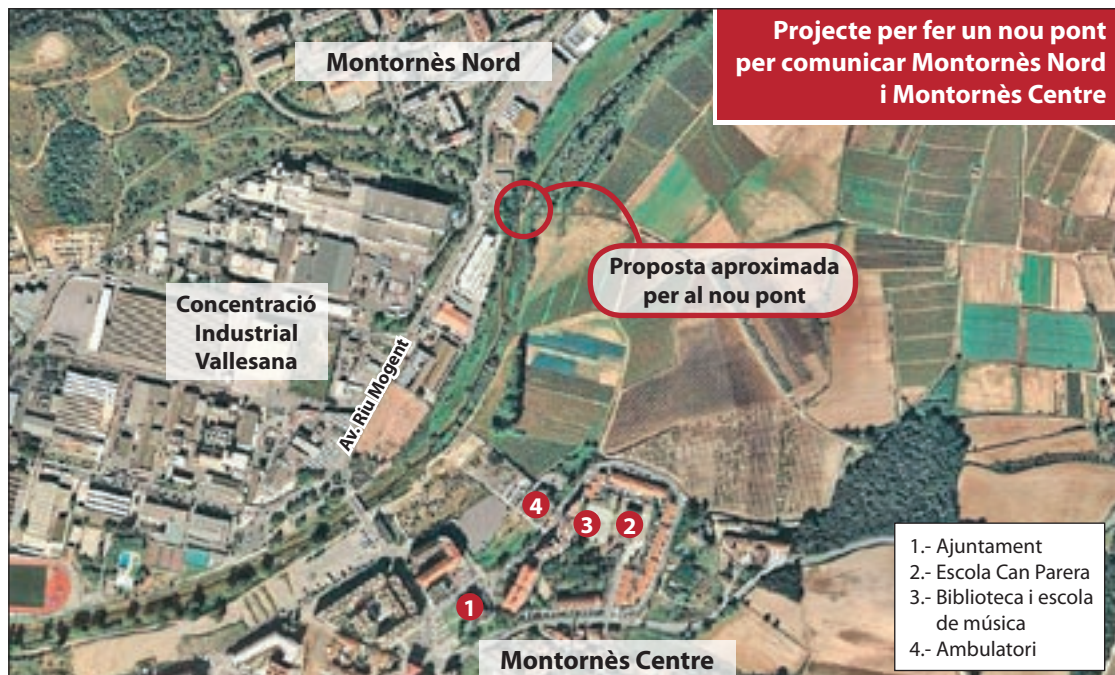 Projecte per fer un nou pont
per comunicar Montornès Nord
i Montornès Centre
Montornès Nord
Proposta aproximada
per al nou pont
Concentració
Industrial
Vallesana
Av. Riu Mogent
4
3
2
1
Montornès Centre
1.- Ajuntament
2.- Escola Can Parera
3.- Biblioteca i escola
de música
4.- Ambulatori